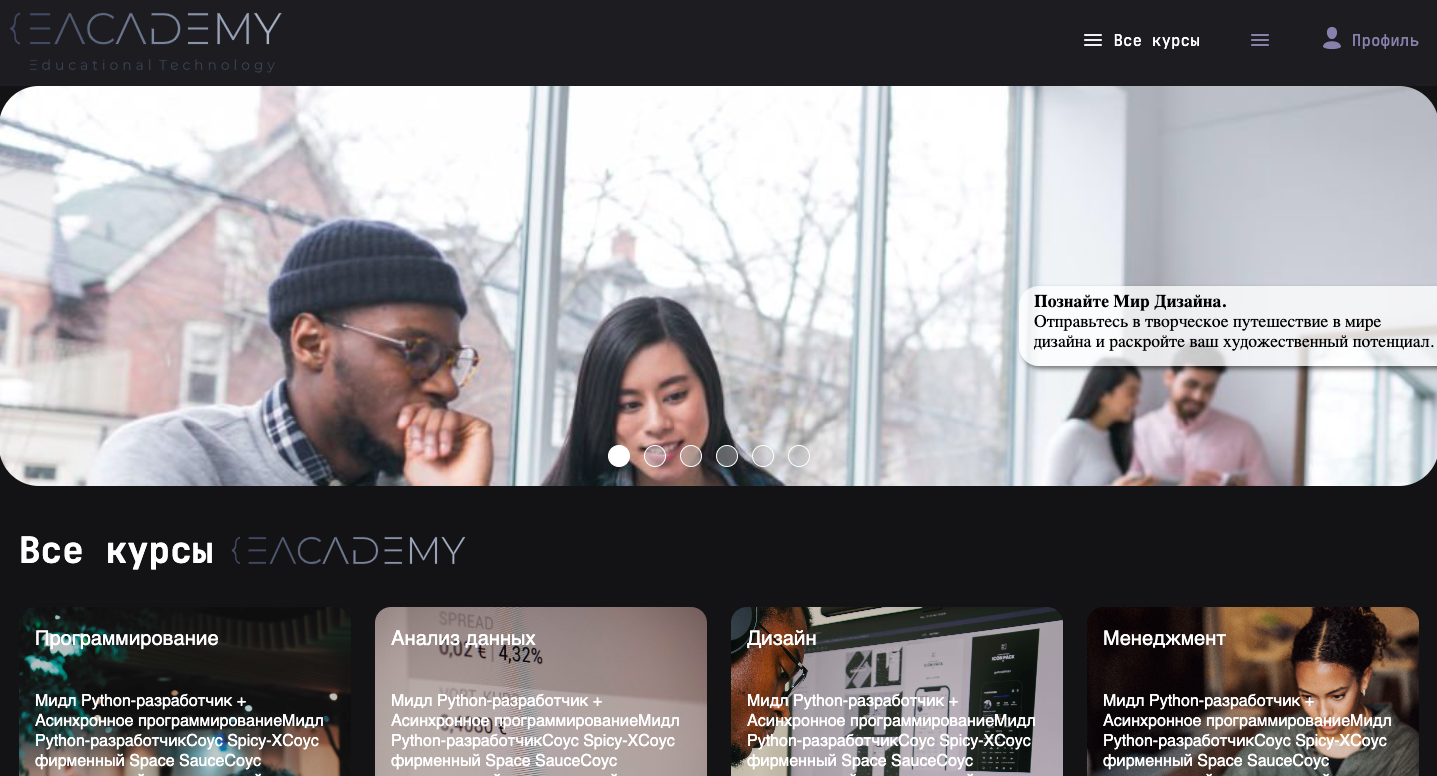 {EACADEMY
Educational Technology
Все курсы
Профиль
Познайте Мир Дизайна.
Отправьтесь в творческое путешествие в мире
дизайна и раскройте ваш художественный потенциал.
Все курсы {EACADEMY
Программирование
Мидл Python-разработчик +
Асинхронное программированиеМидл
Python-разработчикСоус Spicy-XСоус
фирменный Space SauceСоус
Анализ данных
SPREAD
0,02 € 4,32%
Мидл Python-разработчик +
Асинхронное программированиеМидл
Python-разработчикСоус Spicy-XСоус
фирменный Space SauceСоус
Дизайн
Мидл Python-разработчик +
Асинхронное программированиеМидл
Python-разработчикСоус Spicy-XСоус
фирменный Space SauceСоус
Менеджмент
Мидл Python-разработчик +
Асинхронное программированиеМидл
Python-разработчикСоус Spicy-XСоус
фирменный Space SauceСоус